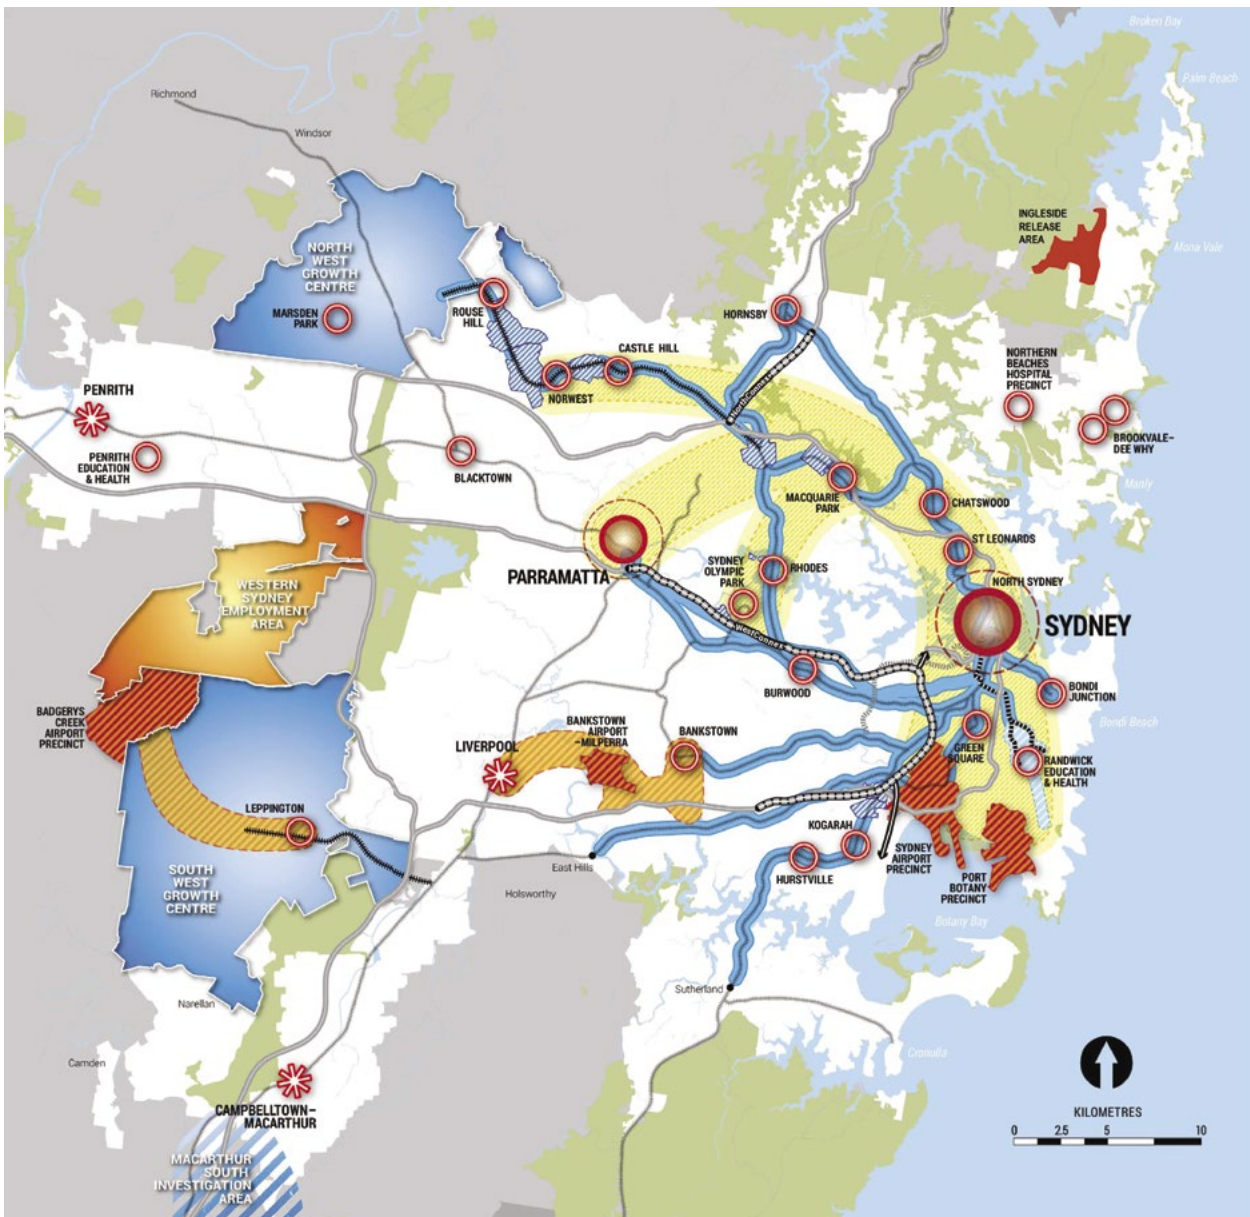 Broken Bay
Palm Beach
Richmond
Windsor
INGLESIDE
RELEASE
AREA
Mona Vale
NORTH
WEST
GROWTH
CENTRE
MARSDEN
PARK
ROUSE
HILL
HORNSBY
CASTLE HILL
NORWEST
NorthConnex
NORTHERN
BEACHES
HOSPITAL
PRECINCT
PENRITH
PENRITH
EDUCATION
& HEALTH
BLACKTOWN
BROOKVALE–
DEE WHY
Manly
MACQUARIE
PARK
CHATSWOOD
ST LEONARDS
PARRAMATTA
SYDNEY
OLYMPIC
PARK
RHODES
NORTH SYDNEY
SYDNEY
WESTERN
SYDNEY
EMPLOYMENT
AREA
WestConnex
BURWOOD
BONDI
JUNCTION
Bondi Beach
BADGERYS
CREEK
AIRPORT
PRECINCT
LIVERPOOL
BANKSTOWN
AIRPORT
–MILPERRA
BANKSTOWN
GREEN
SQUARE
RANDWICK
EDUCATION
& HEALTH
LEPPINGTON
KOGARAH
SYDNEY
AIRPORT
PRECINCT
PORT
BOTANY
PRECINCT
East Hills
HURSTVILLE
SOUTH
WEST
GROWTH
CENTRE
Holsworthy
Botany Bay
Narellan
Sutherland
Camden
Cronulla
CAMPBELLTOWN–
MACARTHUR
MACARTHUR
SOUTH
INVESTIGATION
AREA
KILOMETRES
0 2.5 5 10